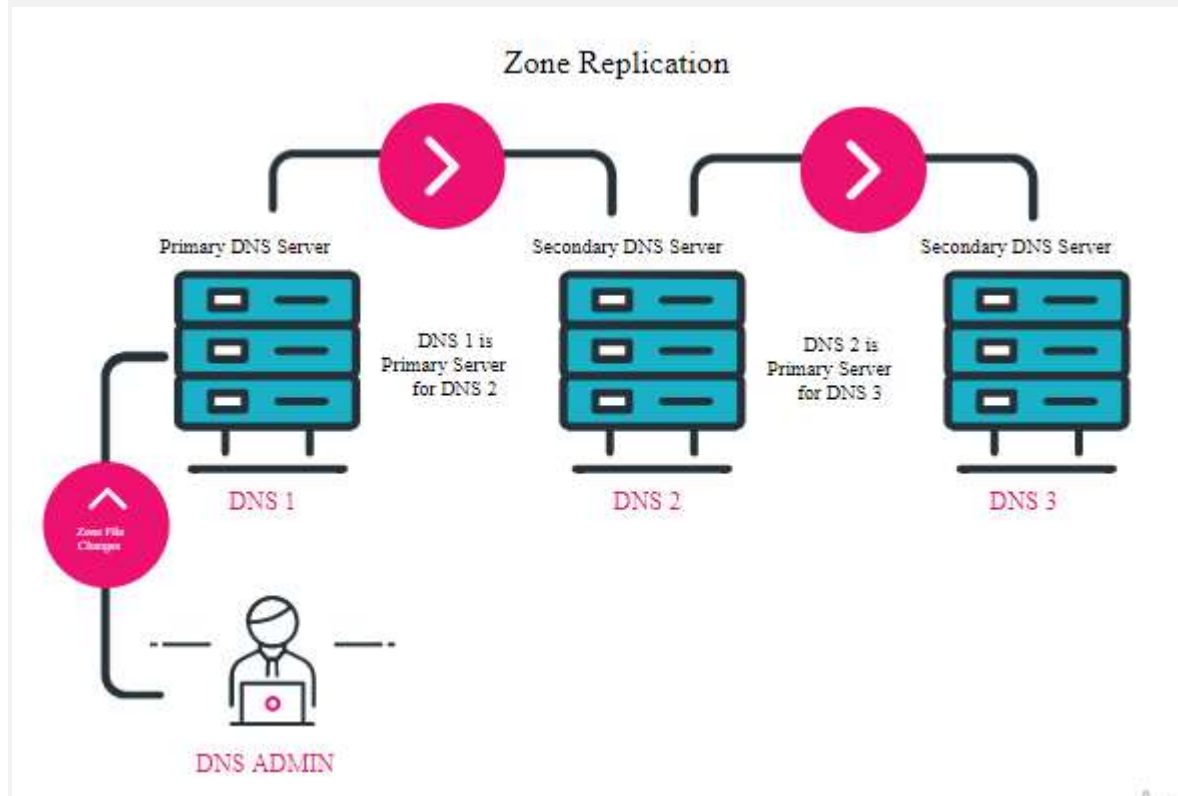 Zone Replication
Primary DNS Server
Secondary DNS Server
Secondary DNS Server
DNS 1 is
Primary Server
for DNS 2
DNS 2 is
Primary Server
for DNS 3
DNS 1
DNS 2
DNS 3
Zone File
Changes
DNS ADMIN